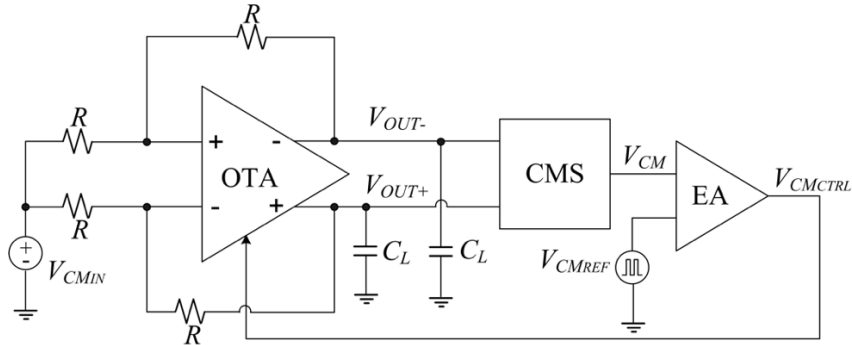 R
R
+
-
V_OUT-
OTA
CMS
V_CM
EA
V_CMCTRL
-
+
V_OUT+
R
+
-
V_CMIN
C_L
C_L
V_CMREF
R